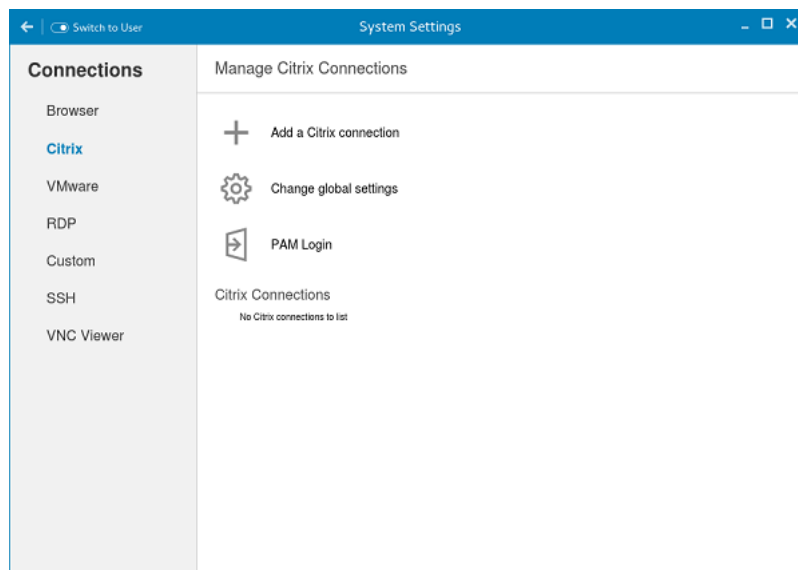 Switch to User
System Settings
Connections
Browser
Citrix
VMware
RDP
Custom
SSH
VNC Viewer
Manage Citrix Connections
Add a Citrix connection
Change global settings
PAM Login
Citrix Connections
No Citrix connections to list